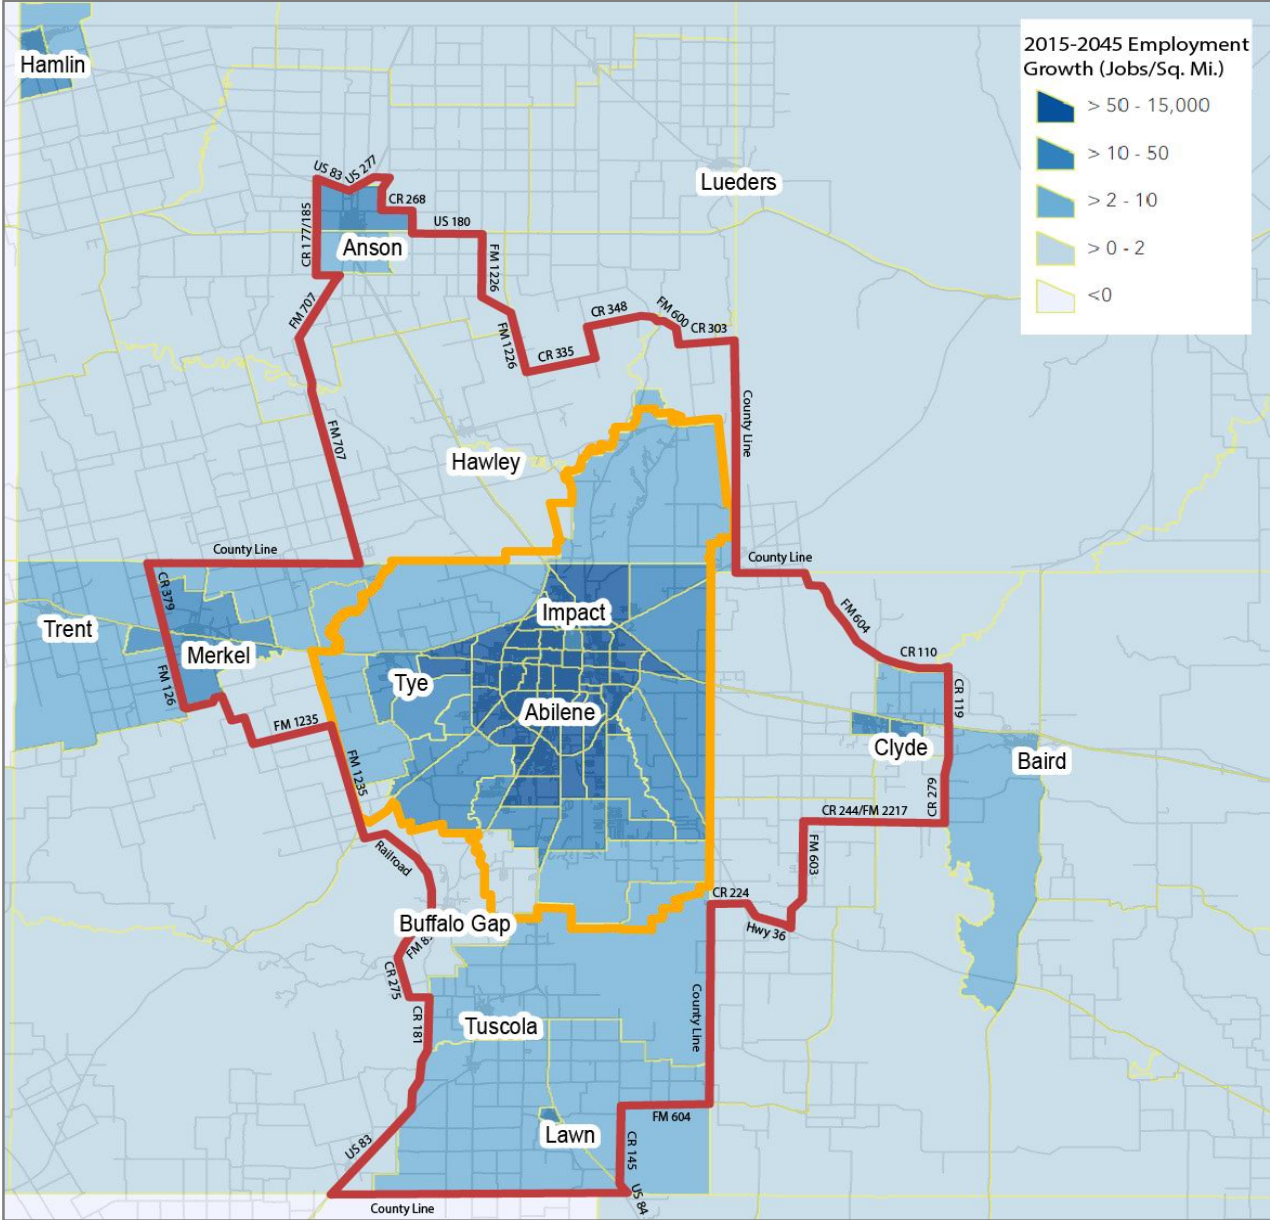 2015-2045 Employment
Growth (Jobs/Sq. Mi.)
> 50 - 15,000
> 10 - 50
> 2 - 10
> 0 - 2
<0
Hamlin
Lueders
US 83
US 277
CR 268
US 180
CR 177/185
Anson
FM 1226
FM 707
FM 1226
CR 348
FM 600
CR 303
CR 335
County Line
FM 707
Hawley
County Line
County Line
CR 379
Impact
FM 604
Trent
Merkel
CR 110
FM 126
Tye
CR 119
Abilene
FM 1235
Clyde
Baird
FM 1235
CR 279
CR 244/FM 2217
Railroad
FM 603
CR 224
Buffalo Gap
Hwy 36
CR 275
CR 181
County Line
Tuscola
FM 604
Lawn
CR 145
US 83
US 84
County Line